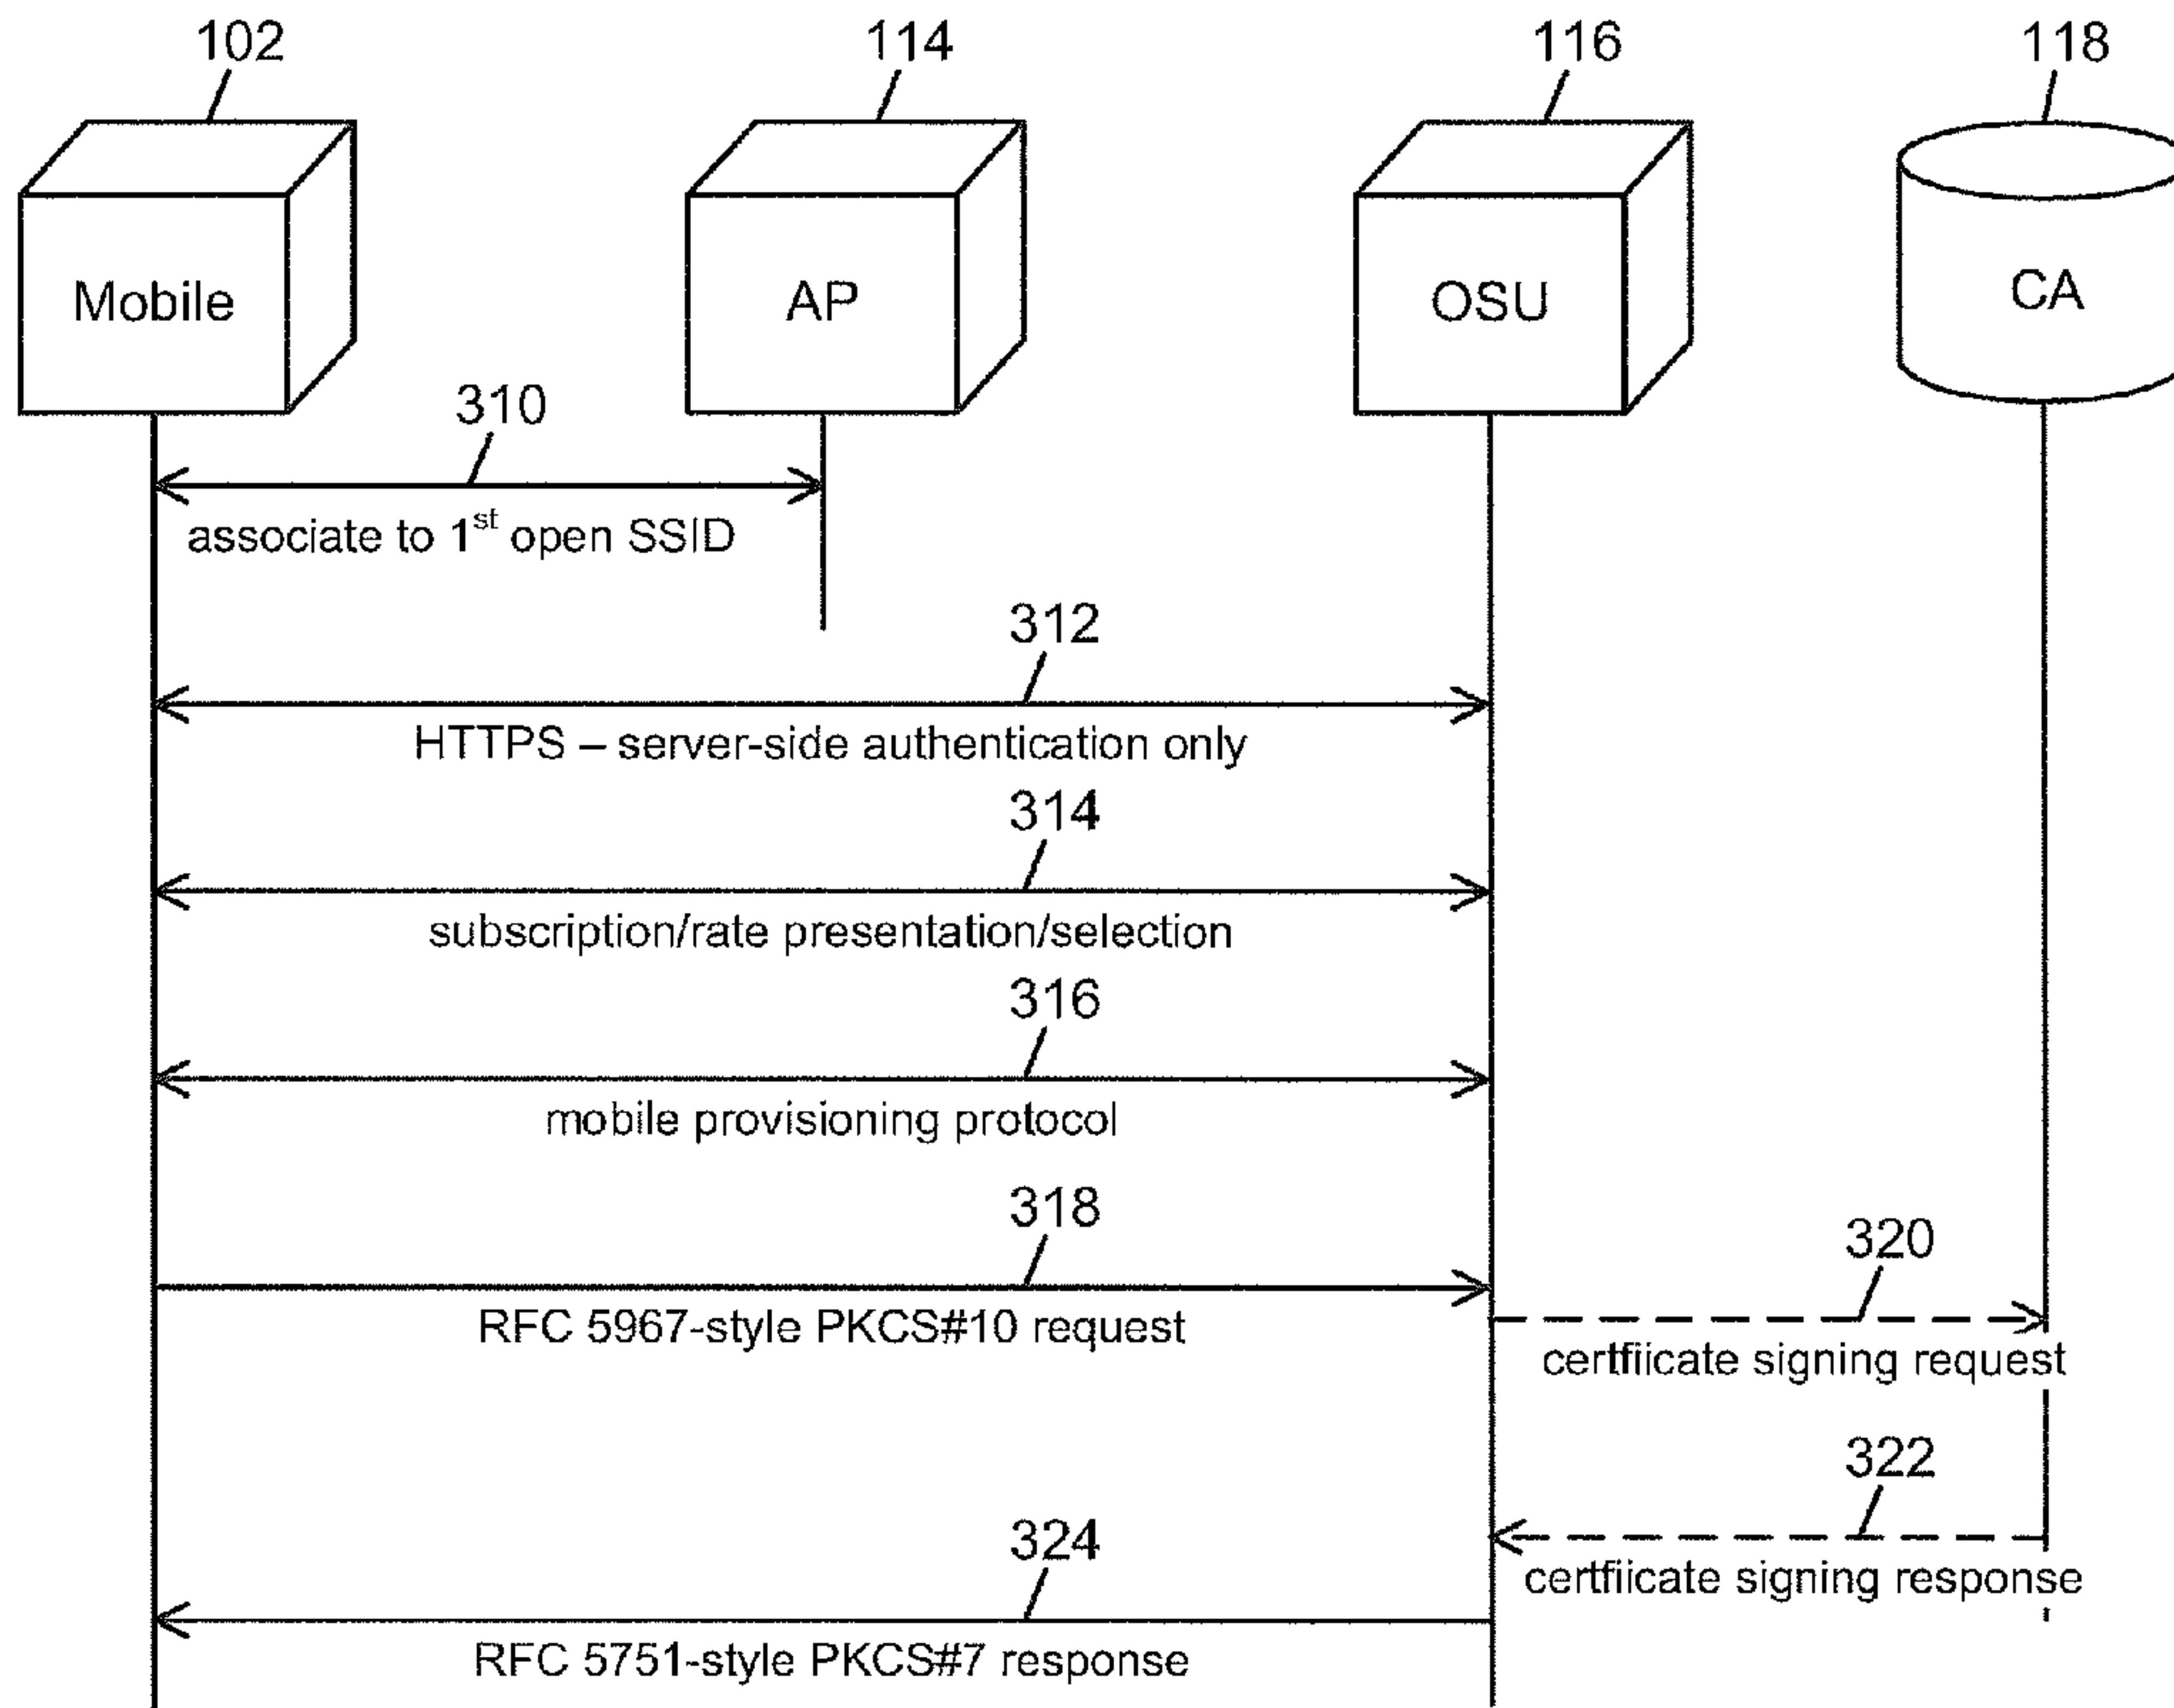 102
114
116
118
Mobile
AP
OSU
CA
310
associate to 1st open SSID
312
HTTPS – server-side authentication only
314
subscription/rate presentation/selection
316
mobile provisioning protocol
318
RFC 5967-style PKCS#10 request
320
certfiicate signing request
322
certfiicate signing response
324
RFC 5751-style PKCS#7 response